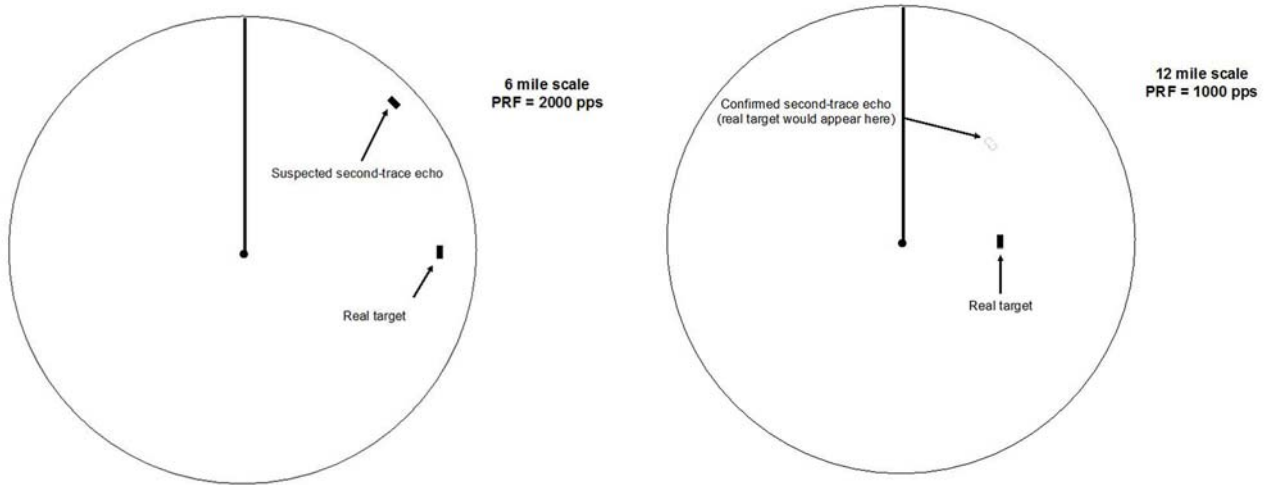 6 mile scale
PRF = 2000 pps
Suspected second-trace echo
Real target
12 mile scale
PRF = 1000 pps
Confirmed second-trace echo
(real target would appear here)
Real target